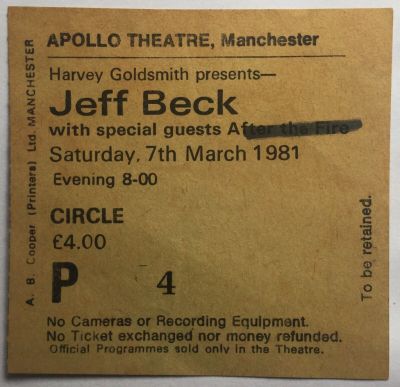 APOLLO THEATRE, Manchester
Harvey Goldsmith presents—
Jeff Beck
with special guests After the Fire
Saturday, 7th March 1981
Evening 8-00
CIRCLE
£4.00
P 4
No Cameras or Recording Equipment.
No Ticket exchanged nor money refunded.
Official Programmes sold only in the Theatre.
A. B. Cooper (Printers) Ltd. MANCHESTER
To be retained.